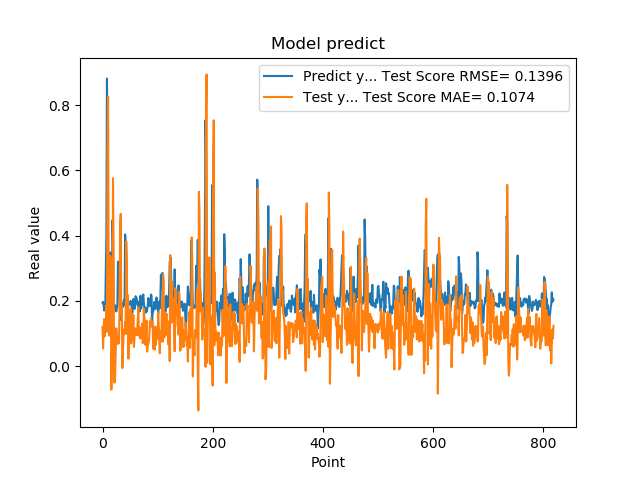 Model predict
Predict y... Test Score RMSE= 0.1396
Test y... Test Score MAE= 0.1074
Real value
0.8
0.6
0.4
0.2
0.0
0
200
400
600
800
Point